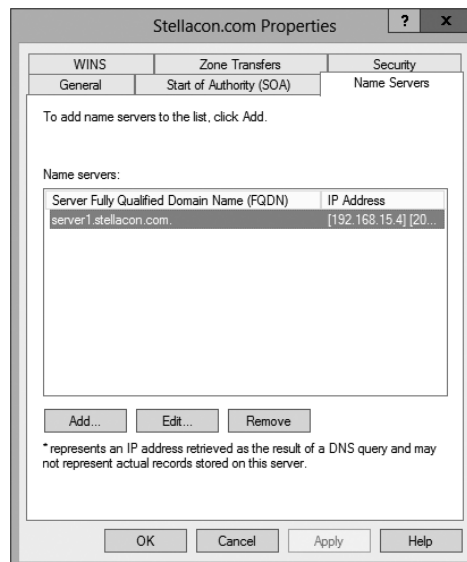 Stellacon.com Properties
? x
WINS Zone Transfers Security
General Start of Authority (SOA) Name Servers
To add name servers to the list, click Add.
Name servers:
Server Fully Qualified Domain Name (FQDN) IP Address
server1.stellacon.com. [192.168.15.4] [20...
Add... Edit... Remove
* represents an IP address retrieved as the result of a DNS query and may
not represent actual records stored on this server.
OK Cancel Apply Help